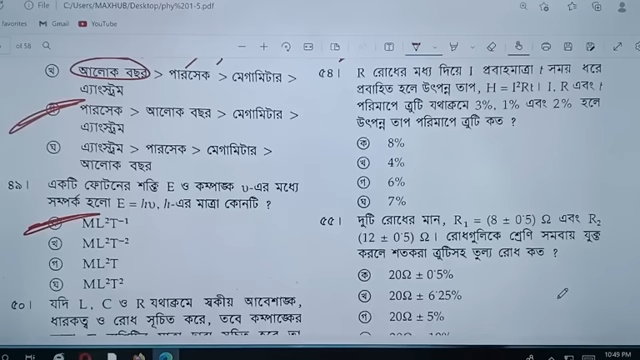 File
C:/Users/MAXHUB/Desktop/phy%201-5.pdf
favorites
Gmail
YouTube
of 58
আলোক বছর > পারসেক > মেগামিটার >
এ্যাংস্ট্রম
পারসেক > আলোক বছর > মেগামিটার >
এ্যাংস্ট্রম
ঘ এ্যাংস্ট্রম > পারসেক > মেগামিটার >
আলোক বছর
৪৯। একটি ফোটনের শক্তি E ও কম্পাঙ্ক υ-এর মধ্যে
সম্পর্ক হলো E = hυ, h-এর মাত্রা কোনটি ?
ML²T⁻¹
খ ML²T⁻²
গ ML²T
ঘ ML²T²
৫০। যদি L, C ও R যথাক্রমে স্বকীয় আবেশাঙ্ক,
ধারকত্ব ও রোধ সূচিত করে, তবে কম্পাঙ্কের
৫৪। R রোধের মধ্য দিয়ে I প্রবাহমাত্রা t সময় ধরে
প্রবাহিত হলে উৎপন্ন তাপ, H = I²Rt। I, R এবং t
পরিমাপে ত্রুটি যথাক্রমে 3%, 1% এবং 2% হলে
উৎপন্ন তাপ পরিমাপে ত্রুটি কত ?
ক 8%
খ 4%
গ 6%
ঘ 7%
৫৫। দুটি রোধের মান, R₁ = (8 ± 0·5) Ω এবং R₂
(12 ± 0·5) Ω। রোধগুলিকে শ্রেণি সমবায় যুক্ত
করলে শতকরা ত্রুটিসহ তুল্য রোধ কত ?
ক 20Ω ± 0·5%
খ 20Ω ± 6·25%
গ 20Ω ± 5%
10:49 PM